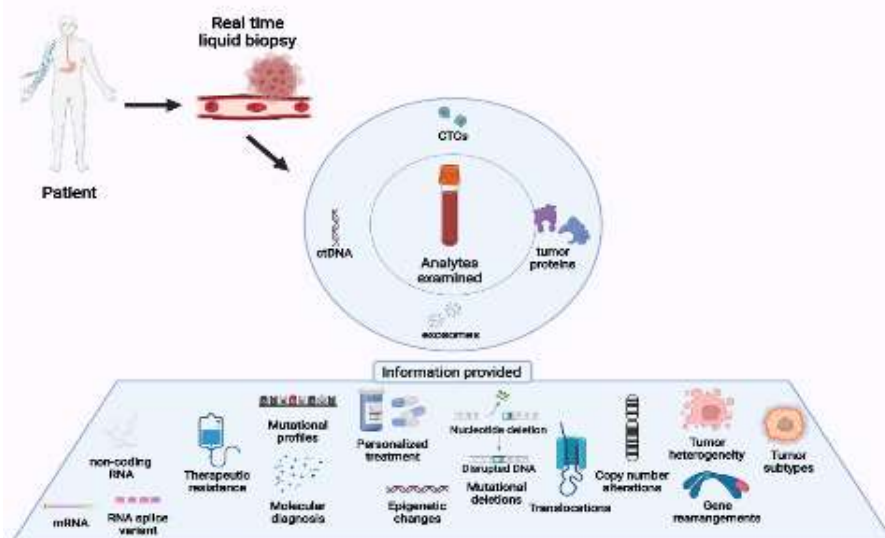 Real time
liquid biopsy
Patient
CTCs
ctDNA
Analytes
examined
tumor
proteins
exosomes
Information provided
non-coding
RNA
mRNA
RNA splice
variant
Therapeutic
resistance
Mutational
profiles
Molecular
diagnosis
Personalized
treatment
Epigenetic
changes
Nucleotide deletion
Disrupted DNA
Mutational
deletions
Translocations
Copy number
alterations
Tumor
heterogeneity
Gene
rearrangements
Tumor
subtypes